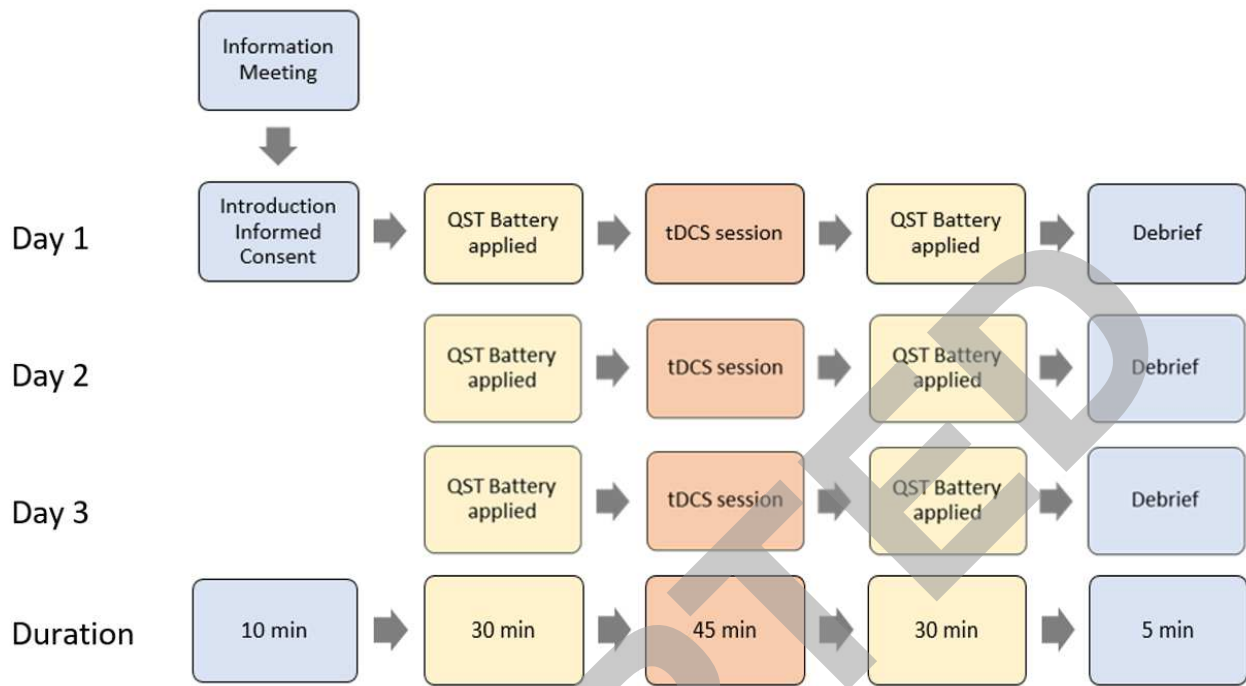 Information
Meeting
Day 1
Introduction
Informed
Consent
QST Battery
applied
tDCS session
QST Battery
applied
Debrief
Day 2
QST Battery
applied
tDCS session
QST Battery
applied
Debrief
Day 3
QST Battery
applied
tDCS session
QST Battery
applied
Debrief
Duration
10 min
30 min
45 min
30 min
5 min
PTED